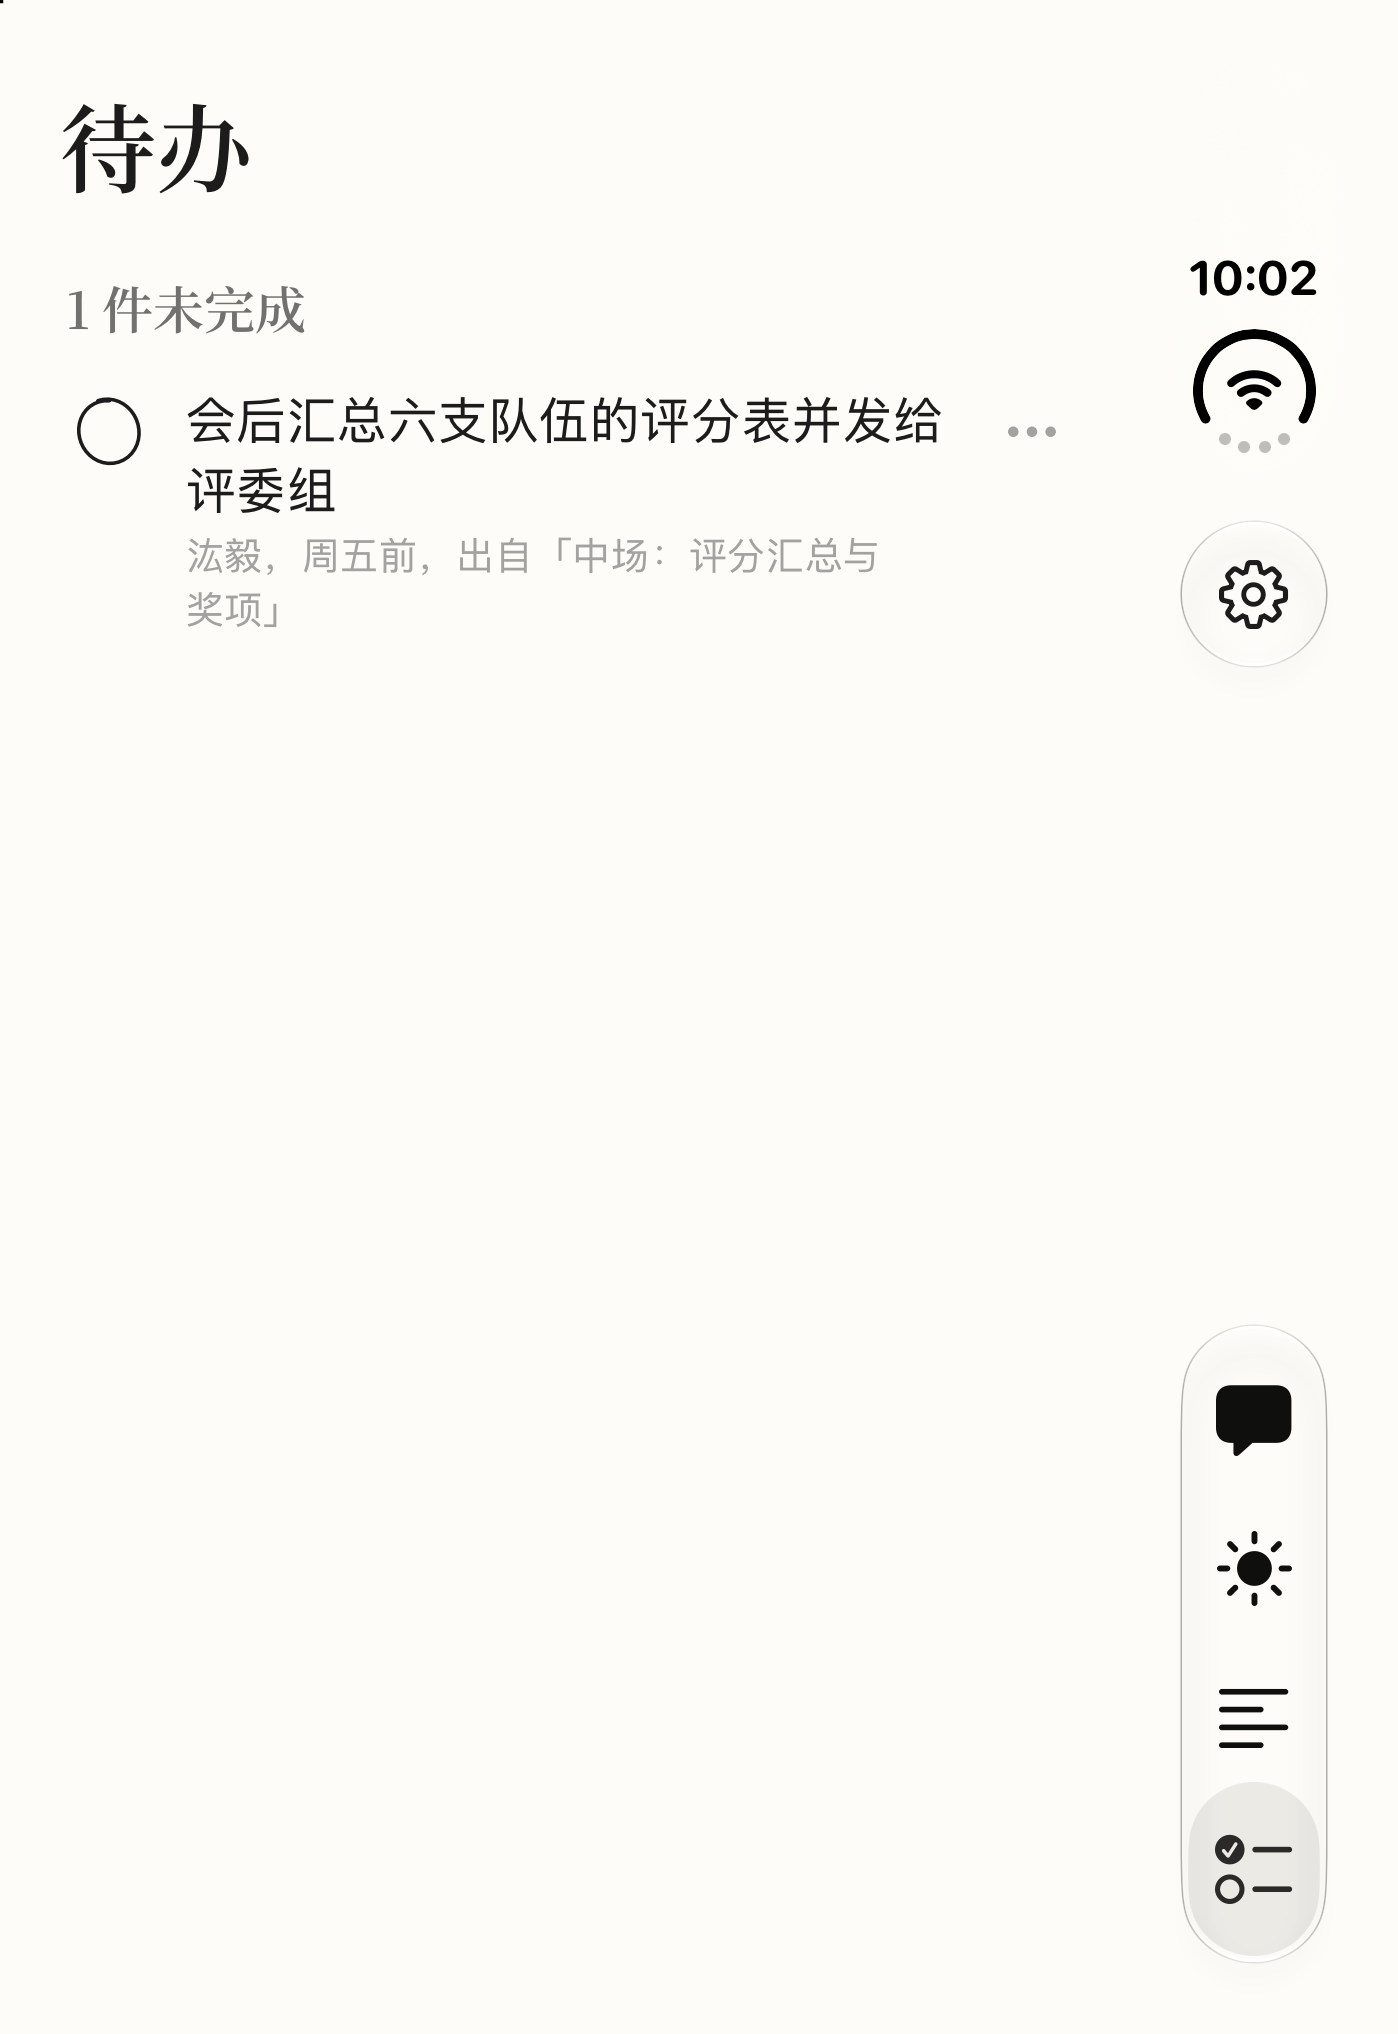 待办
1 件未完成
10:02
会后汇总六支队伍的评分表并发给
评委组
汯毅，周五前，出自「中场：评分汇总与
奖项」